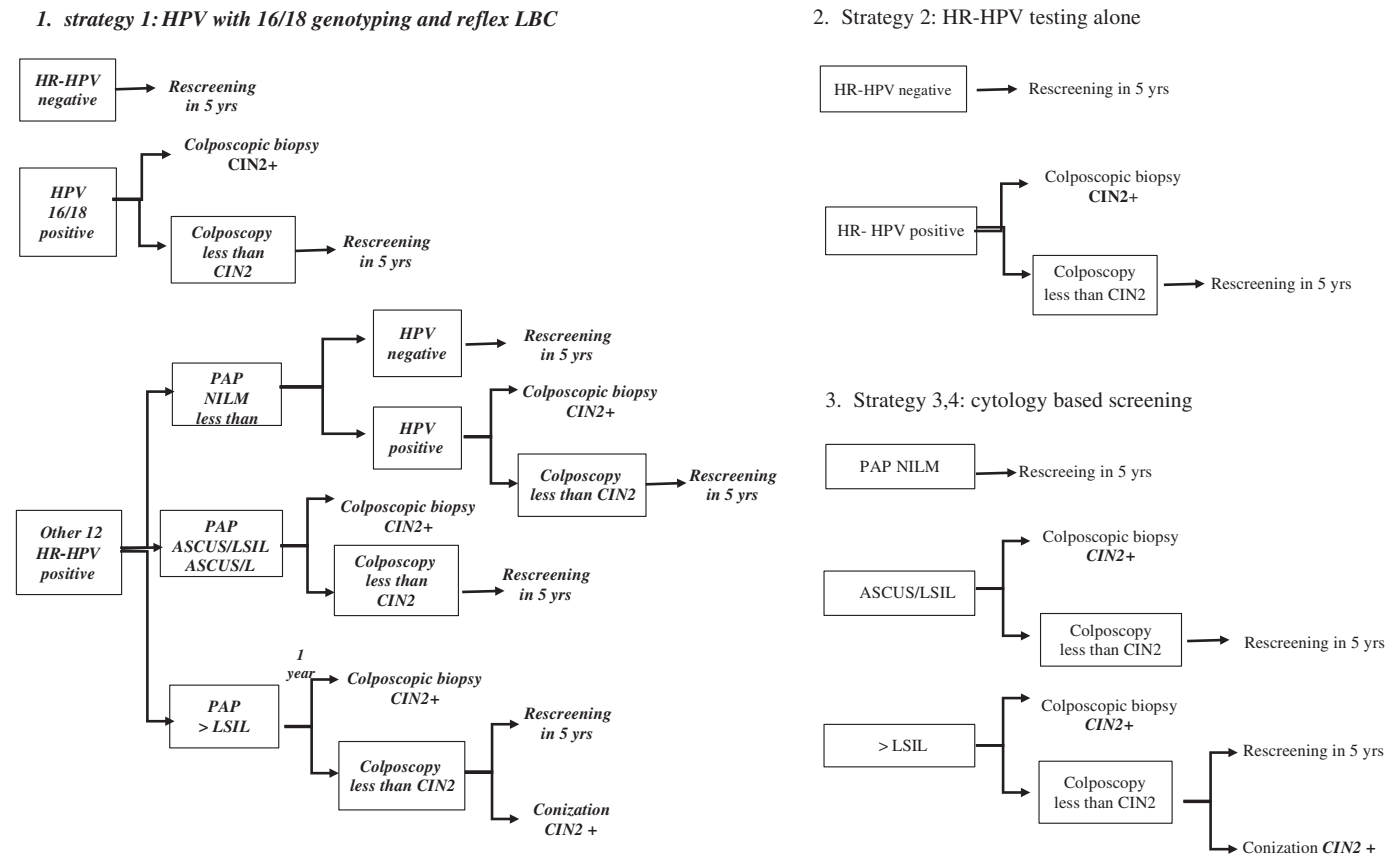 1. strategy 1: HPV with 16/18 genotyping and reflex LBC
HR-HPV
negative
Rescreening
in 5 yrs
HPV
16/18
positive
Colposcopic biopsy
CIN2+
Colposcopy
less than
CIN2
Rescreening
in 5 yrs
Other 12
HR-HPV
positive
PAP
NILM
less than
HPV
negative
Rescreening
in 5 yrs
HPV
positive
Colposcopic biopsy
CIN2+
Colposcopy
less than CIN2
Rescreening
in 5 yrs
PAP
ASCUS/LSIL
ASCUS/L
Colposcopic biopsy
CIN2+
Colposcopy
less than
CIN2
Rescreening
in 5 yrs
PAP
> LSIL
1
year
Colposcopic biopsy
CIN2+
Colposcopy
less than CIN2
Rescreening
in 5 yrs
Conization
CIN2 +
2. Strategy 2: HR-HPV testing alone
HR-HPV negative
Rescreening in 5 yrs
HR- HPV positive
Colposcopic biopsy
CIN2+
Colposcopy
less than CIN2
Rescreening in 5 yrs
3. Strategy 3,4: cytology based screening
PAP NILM
Rescreeing in 5 yrs
ASCUS/LSIL
Colposcopic biopsy
CIN2+
Colposcopy
less than CIN2
Rescreening in 5 yrs
> LSIL
Colposcopic biopsy
CIN2+
Colposcopy
less than CIN2
Rescreening in 5 yrs
Conization CIN2 +